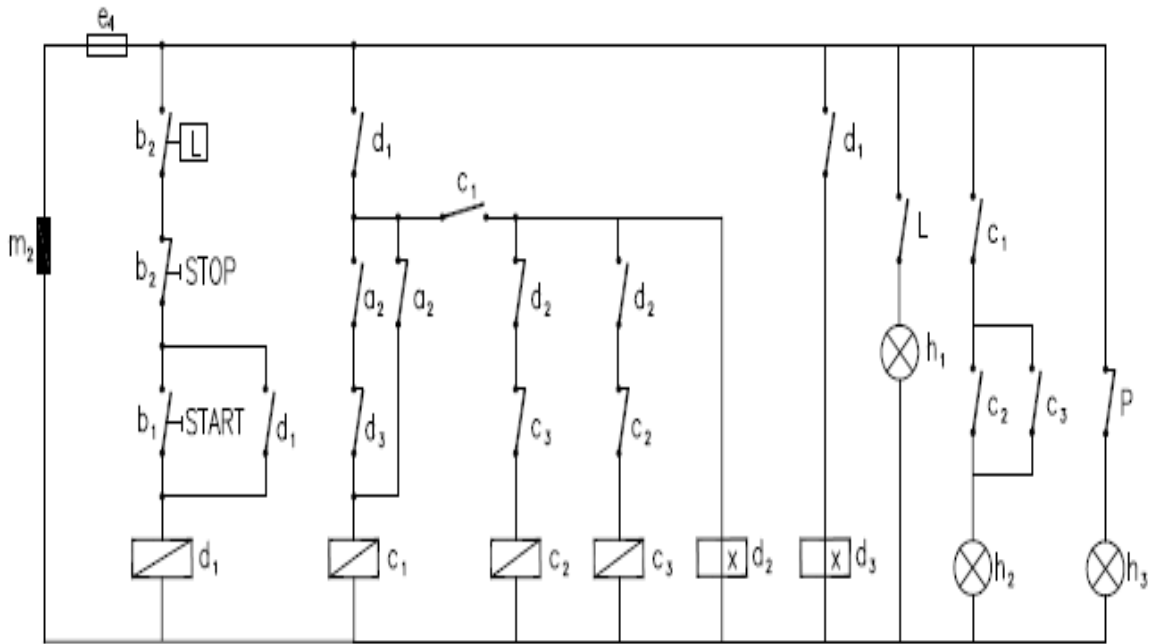 e₄
b₂ L
d₁
d₁
c₁
m₂
b₂ STOP
a₂
a₂
d₂
d₂
L
c₁
h₁
b₁ START
d₁
d₃
c₃
c₂
c₂
c₃
P
d₁
c₁
c₂
c₃
x d₂
x d₃
h₂
h₃